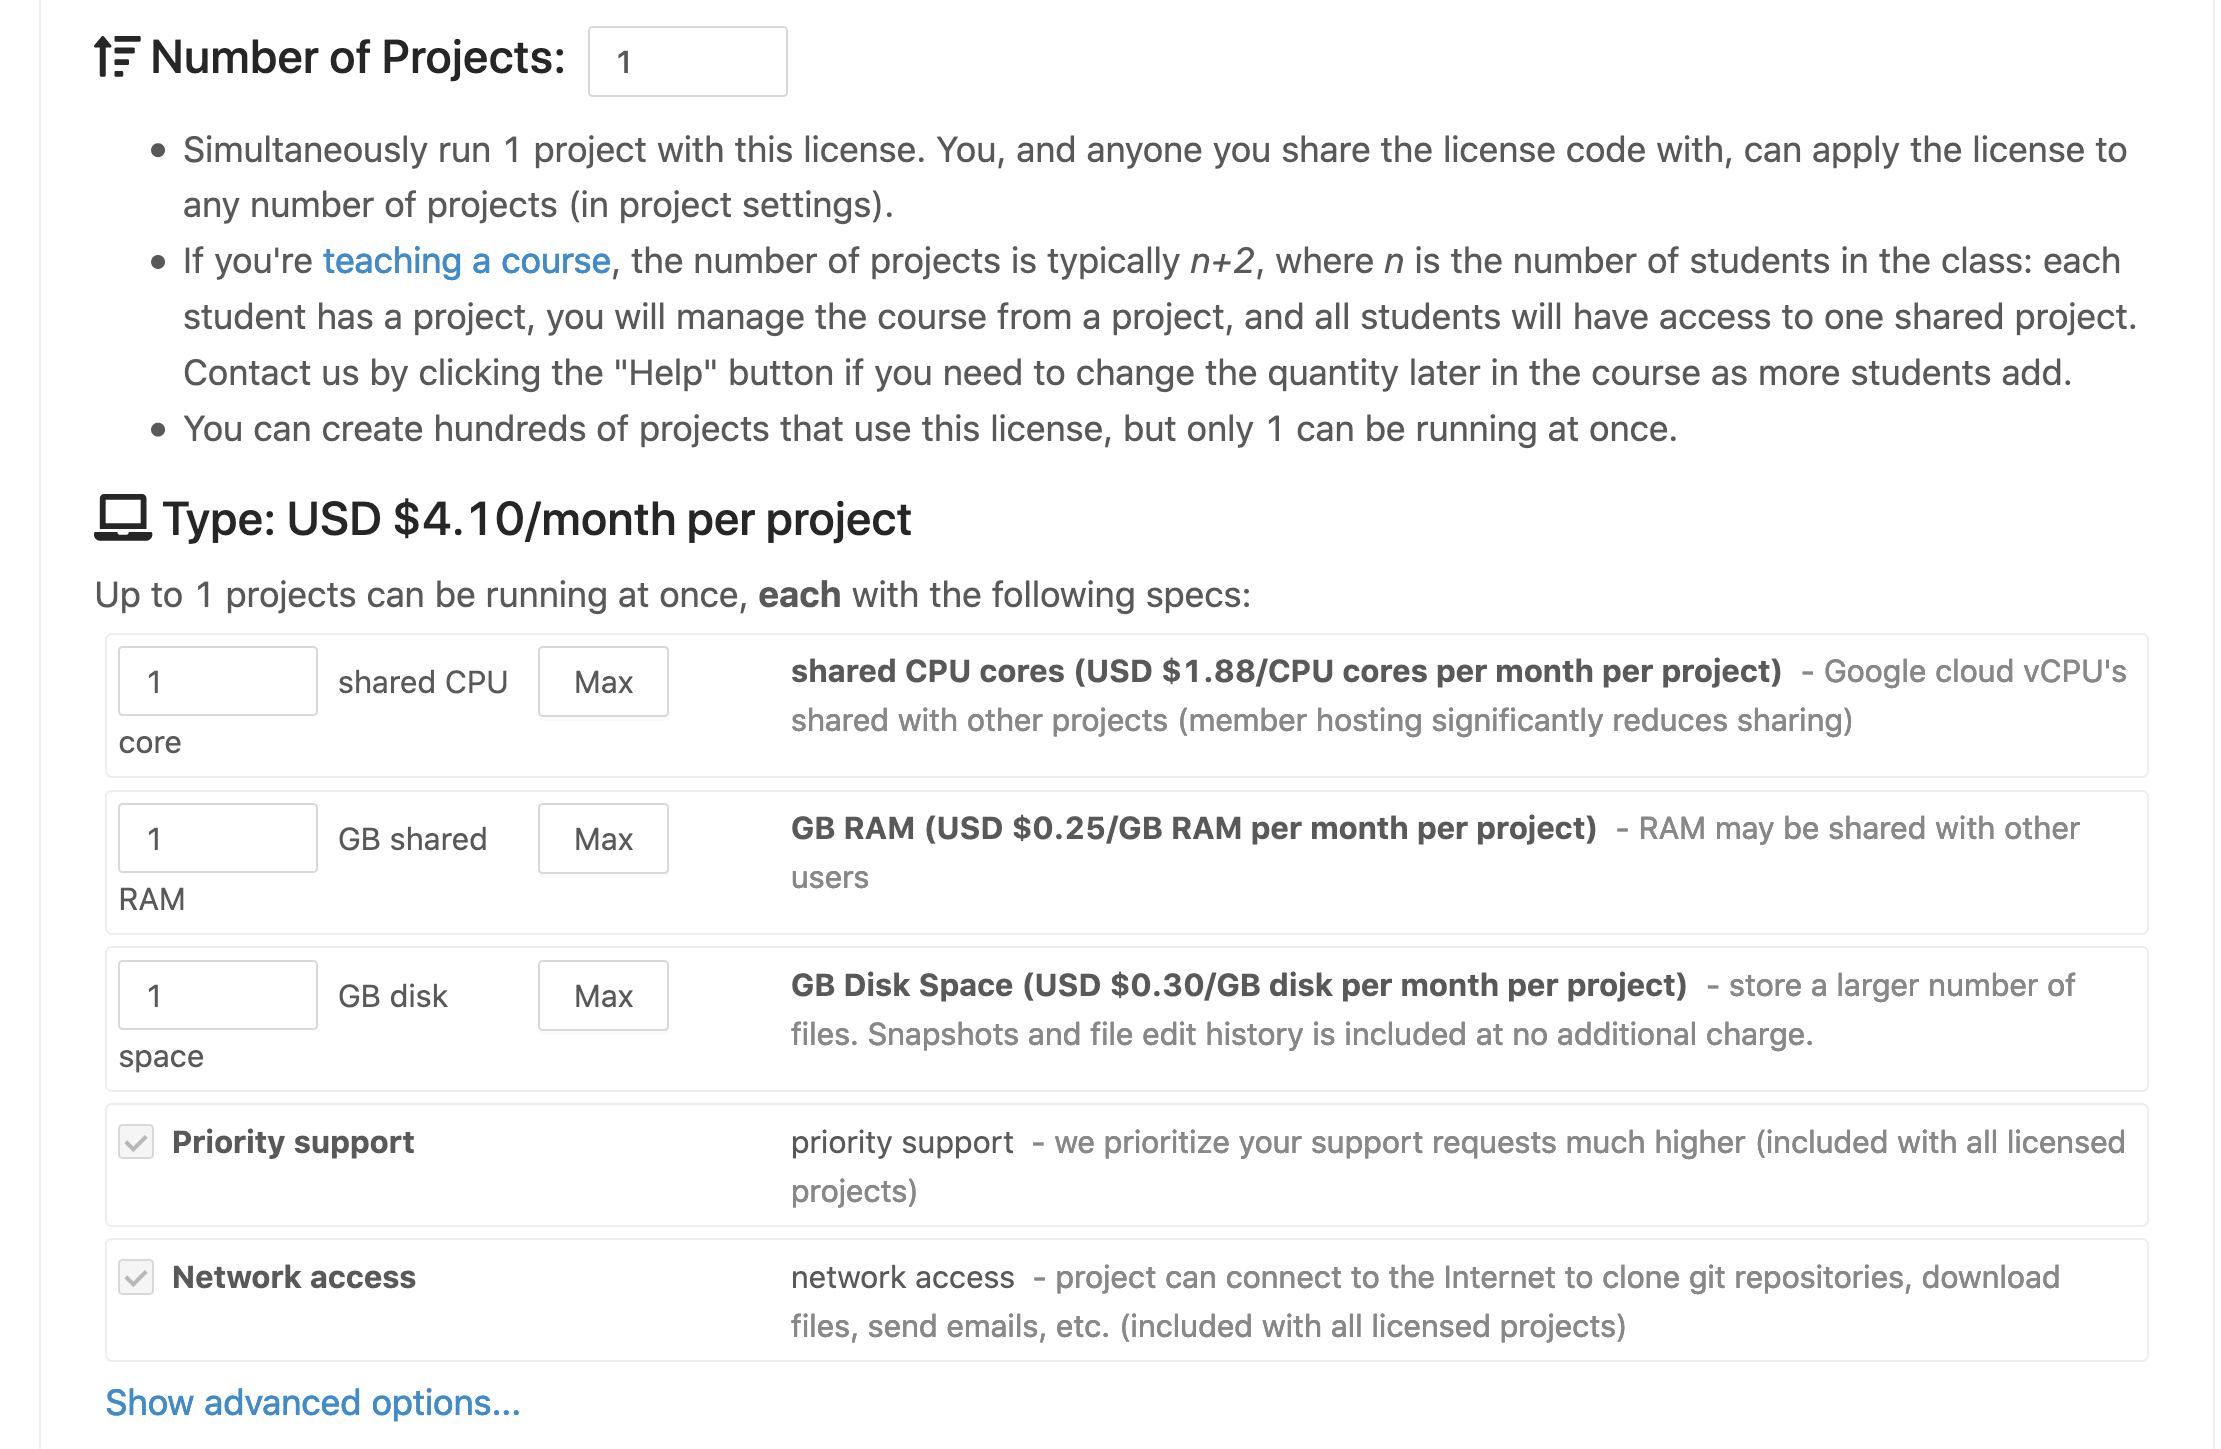 Number of Projects: 1
Simultaneously run 1 project with this license. You, and anyone you share the license code with, can apply the license to
any number of projects (in project settings).
If you're teaching a course, the number of projects is typically n+2, where n is the number of students in the class: each
student has a project, you will manage the course from a project, and all students will have access to one shared project.
Contact us by clicking the "Help" button if you need to change the quantity later in the course as more students add.
You can create hundreds of projects that use this license, but only 1 can be running at once.
Type: USD $4.10/month per project
Up to 1 projects can be running at once, each with the following specs:
1 shared CPU Max
core
shared CPU cores (USD $1.88/CPU cores per month per project) - Google cloud vCPU's
shared with other projects (member hosting significantly reduces sharing)
1 GB shared Max
RAM
GB RAM (USD $0.25/GB RAM per month per project) - RAM may be shared with other
users
1 GB disk Max
space
GB Disk Space (USD $0.30/GB disk per month per project) - store a larger number of
files. Snapshots and file edit history is included at no additional charge.
Priority support
priority support - we prioritize your support requests much higher (included with all licensed
projects)
Network access
network access - project can connect to the Internet to clone git repositories, download
files, send emails, etc. (included with all licensed projects)
Show advanced options...